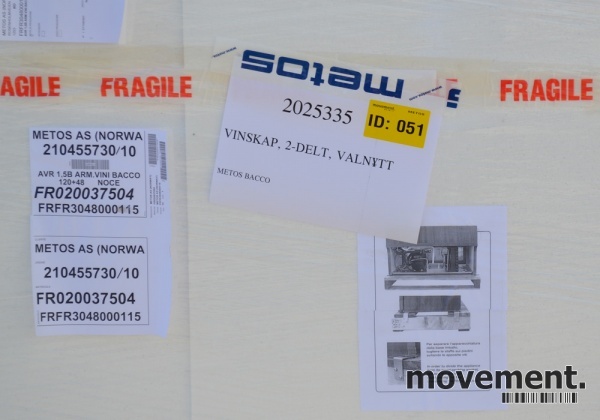 FRAGILE
FRAGILE
FRAGILE
metos
2025335
ID: 051
VINSKAP, 2-DELT, VALNØTT
METOS BACCO
METOS AS (NORWA
210455730/10
AVR 1,5B ARM.VINI BACCO
120+48 NOCE
FR020037504
FRFR3048000115
METOS AS (NORWA
210455730/10
FR020037504
FRFR3048000115
movement.